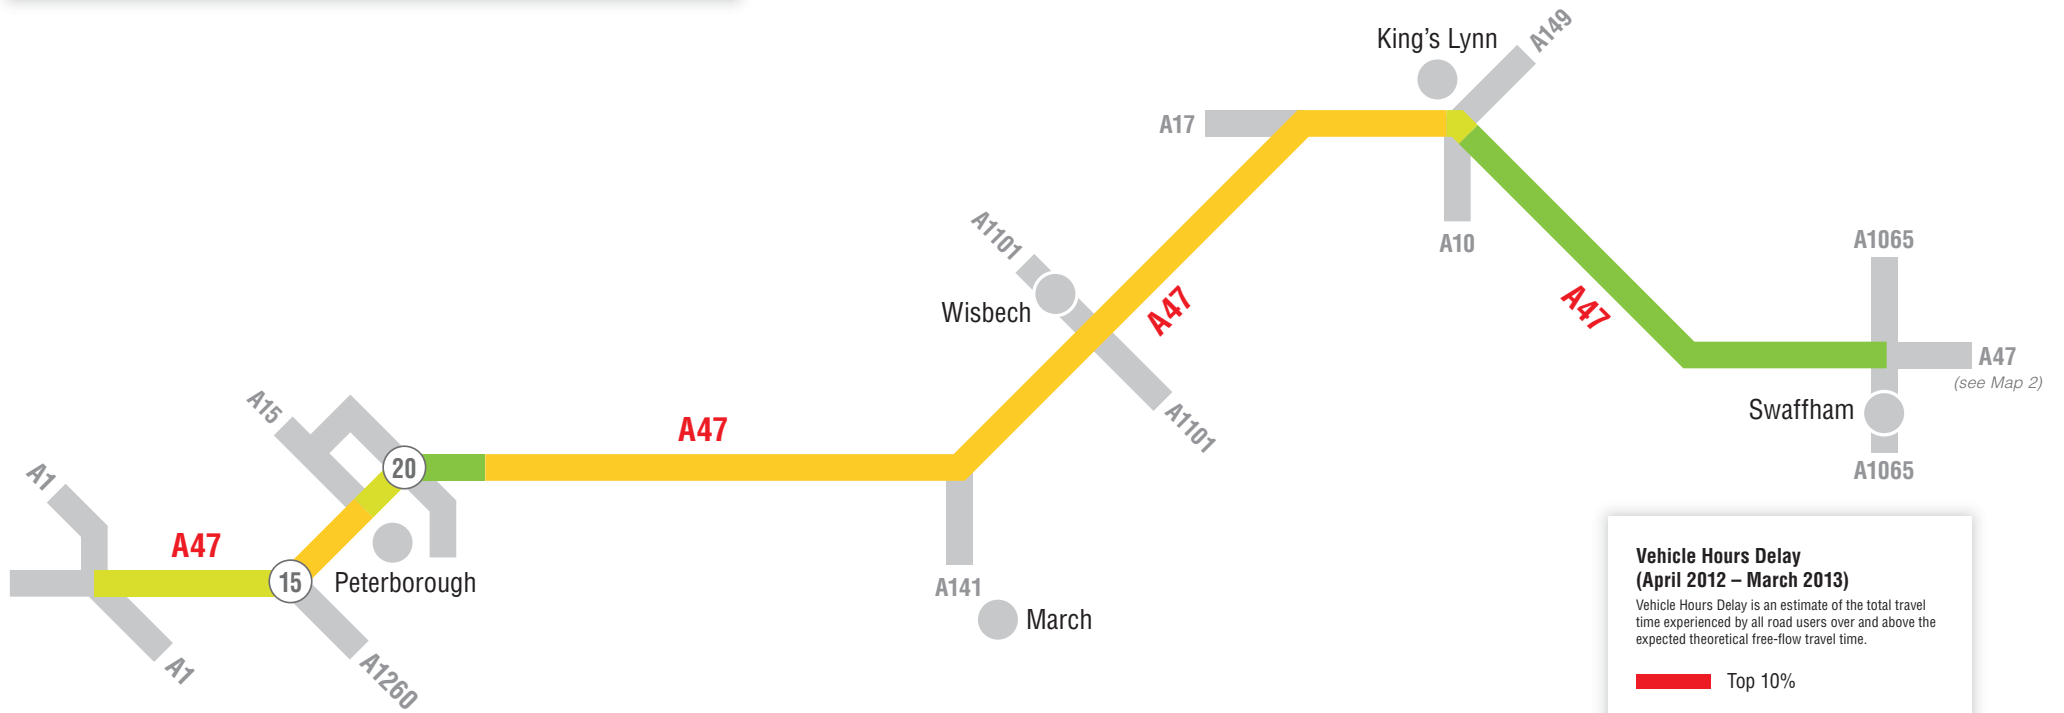 King's Lynn
A149
A17
A10
A1101
Wisbech
A47
A1101
A47
A1065
A47
(see Map 2)
Swaffham
A1065
A15
20
A47
A1
A47
15
Peterborough
A1
A1260
A141
March
Vehicle Hours Delay
(April 2012 – March 2013)
Vehicle Hours Delay is an estimate of the total travel
time experienced by all road users over and above the
expected theoretical free-flow travel time.
Top 10%